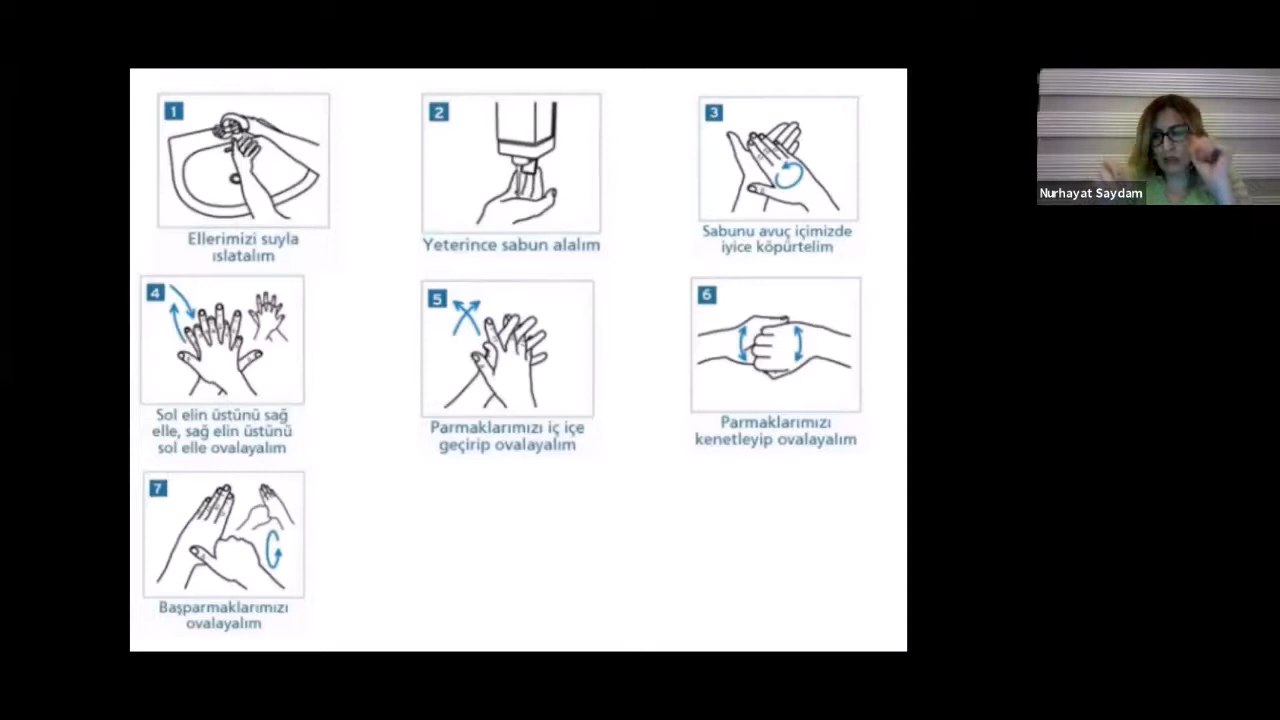 1
Ellerimizi suyla
ıslatalım
2
Yeterince sabun alalım
3
Sabunu avuç içimizde
iyice köpürtelim
4
Sol elin üstünü sağ
elle, sağ elin üstünü
sol elle ovalayalım
5
Parmaklarımızı iç içe
geçirip ovalayalım
6
Parmaklarımızı
kenetleyip ovalayalım
7
Başparmaklarımızı
ovalayalım
Nurhayat Saydam